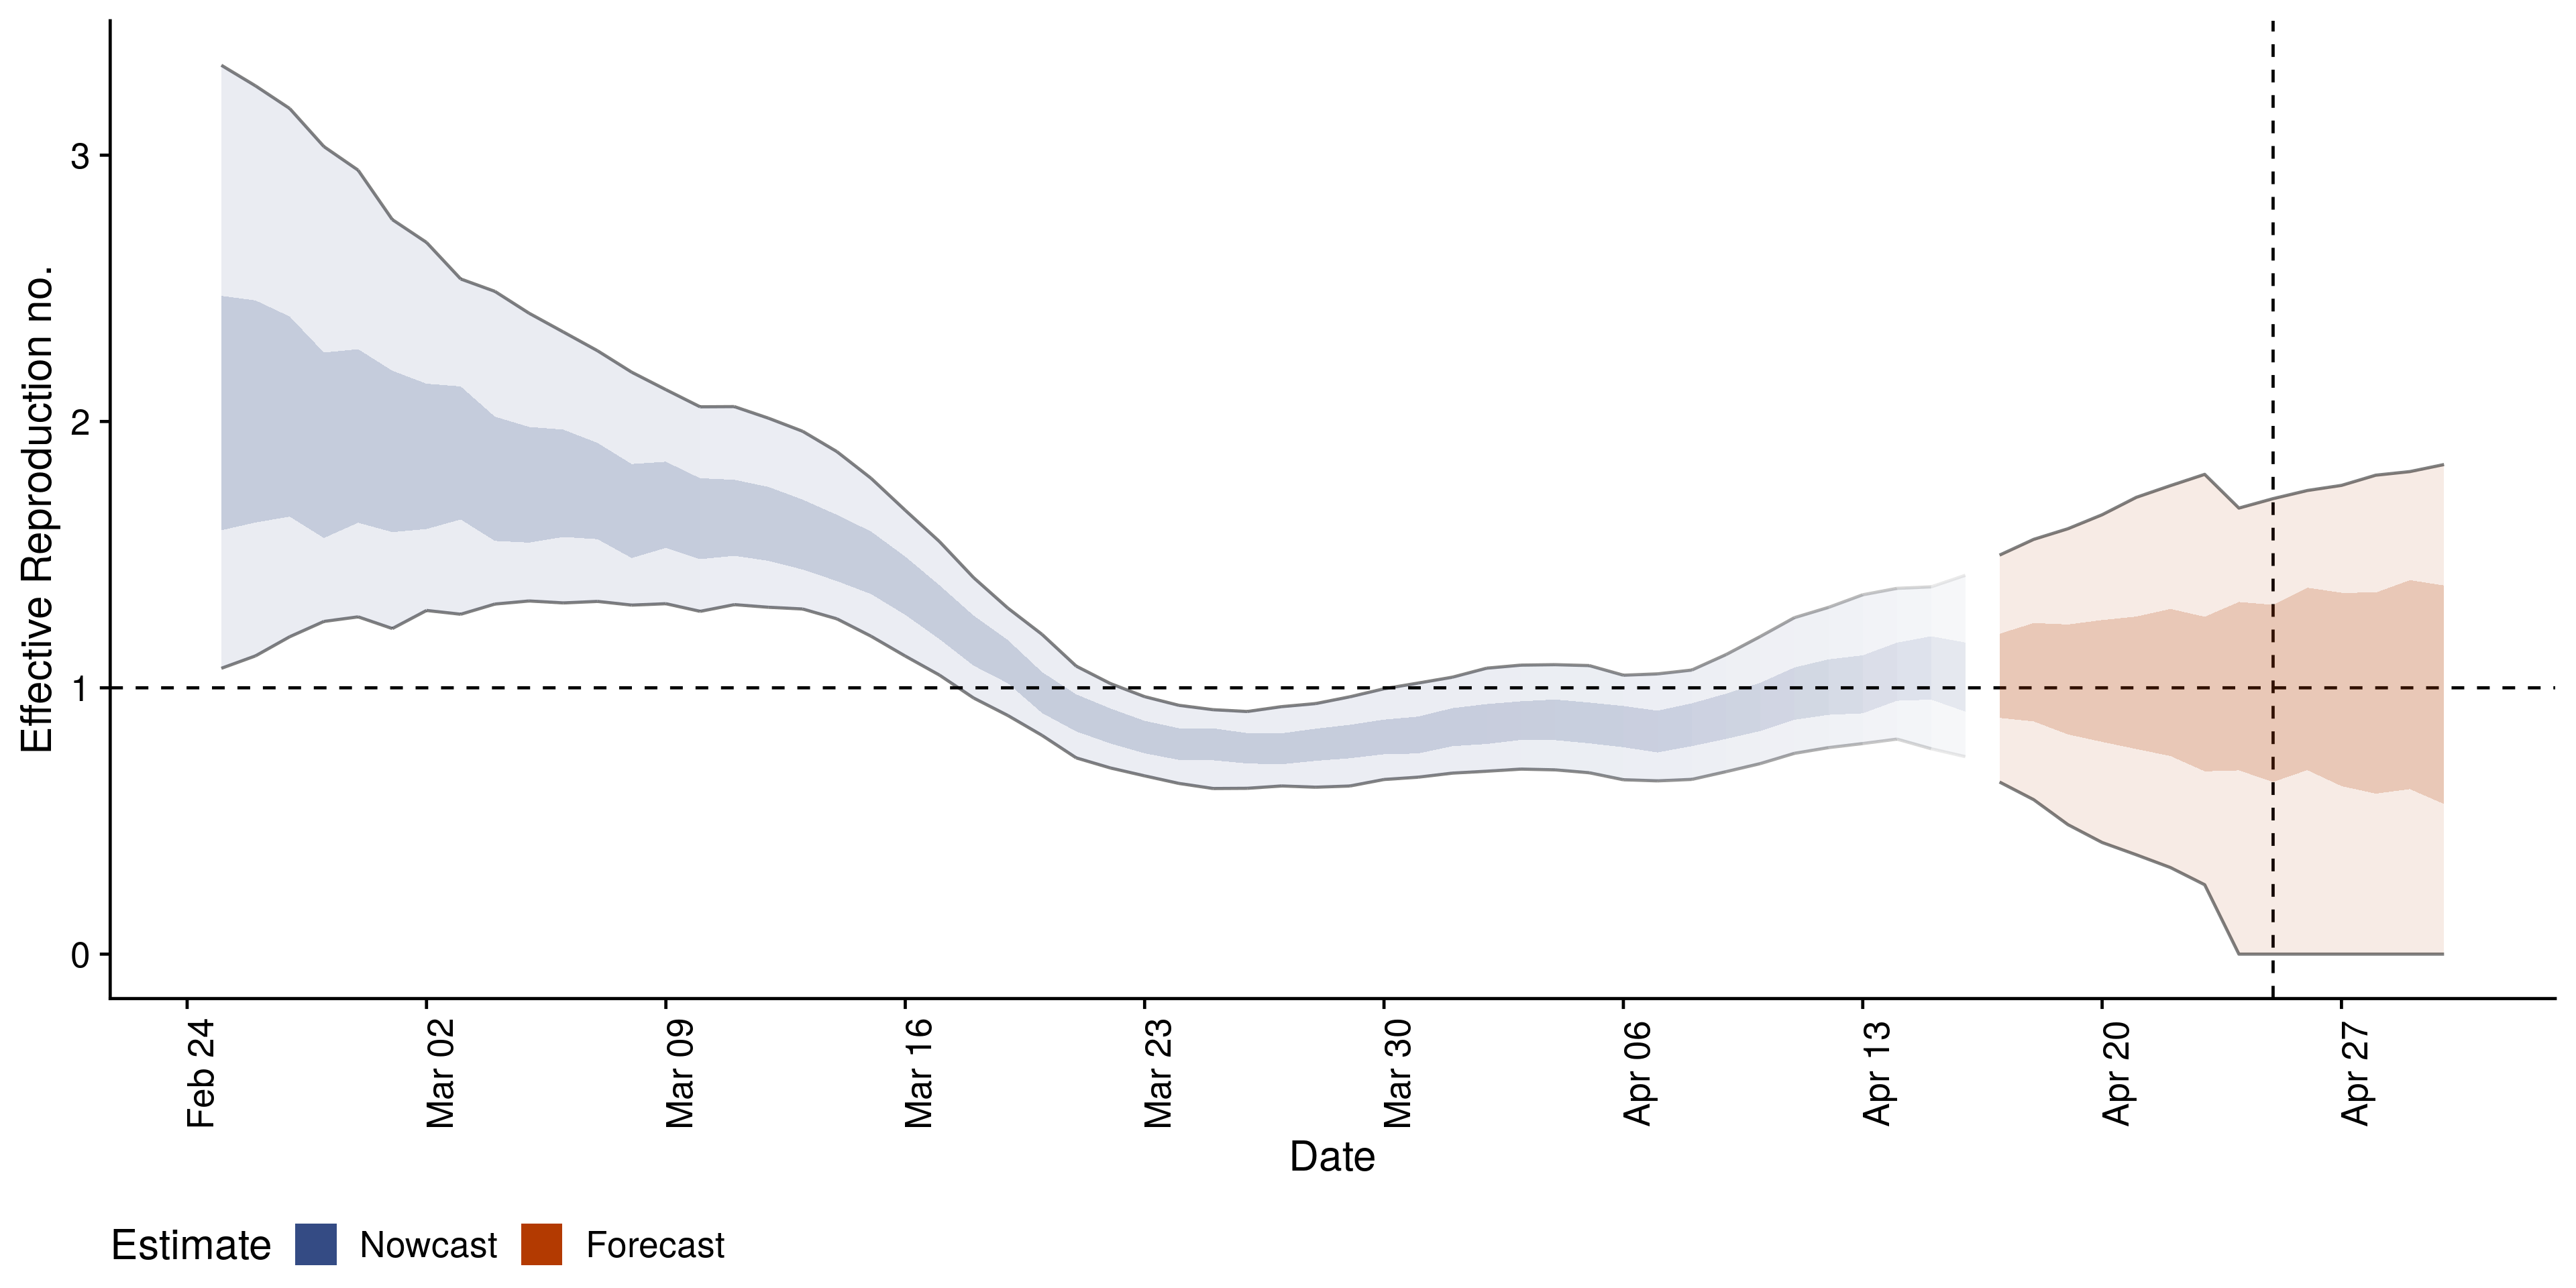 Effective Reproduction no.
3
2
1
0
Feb 24
Mar 02
Mar 09
Mar 16
Mar 23
Mar 30
Apr 06
Apr 13
Apr 20
Apr 27
Date
Estimate Nowcast Forecast